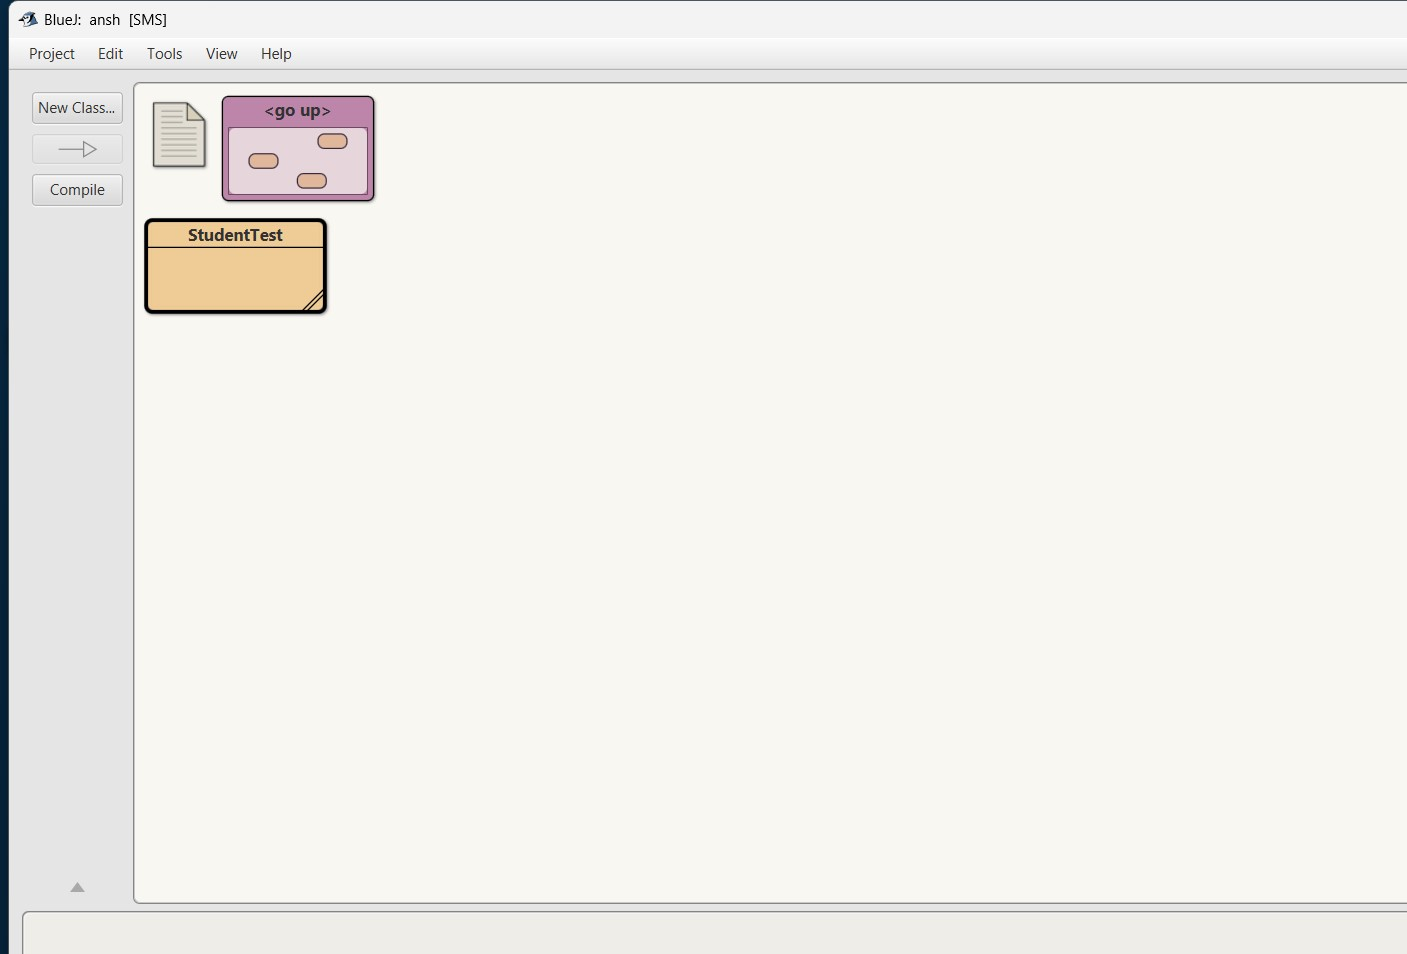 BlueJ: ansh [SMS]
Project Edit Tools View Help
New Class...
<go up>
Compile
StudentTest